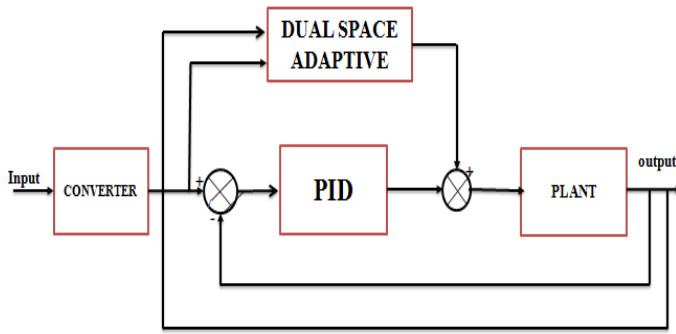 DUAL SPACE
ADAPTIVE
Input
CONVERTER
+
-
PID
+
PLANT
output